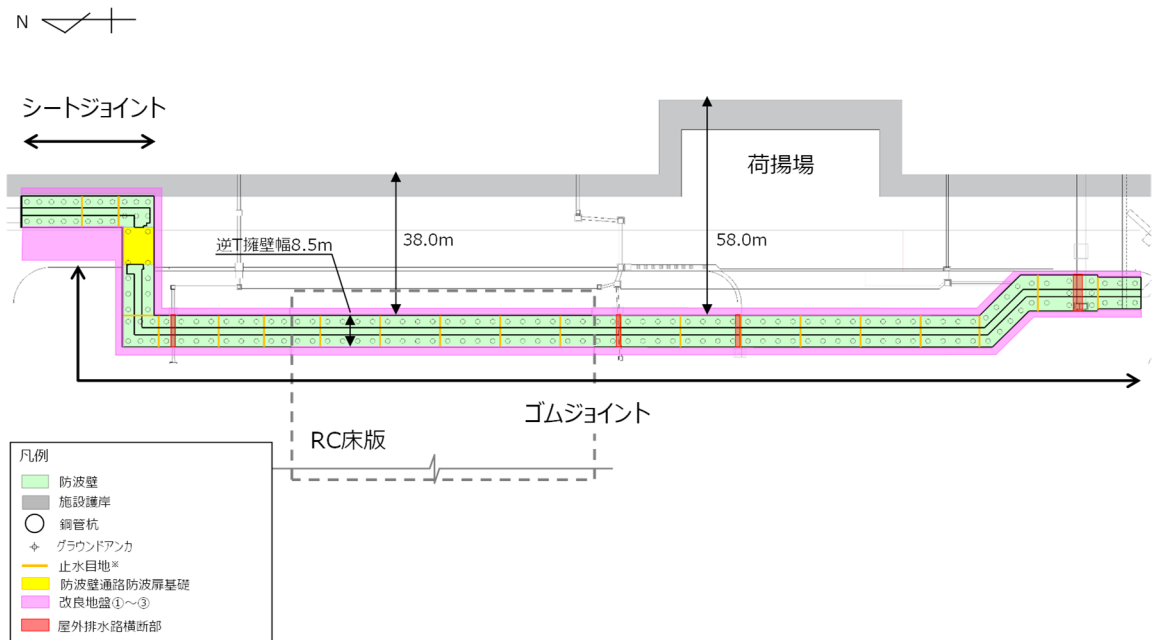 N
シートジョイント
荷揚場
逆T擁壁幅8.5m
38.0m
58.0m
ゴムジョイント
RC床版
凡例
防波壁
施設護岸
鋼管杭
グラウンドアンカ
止水目地※
防波壁通路防波扉基礎
改良地盤①～③
屋外排水路横断部